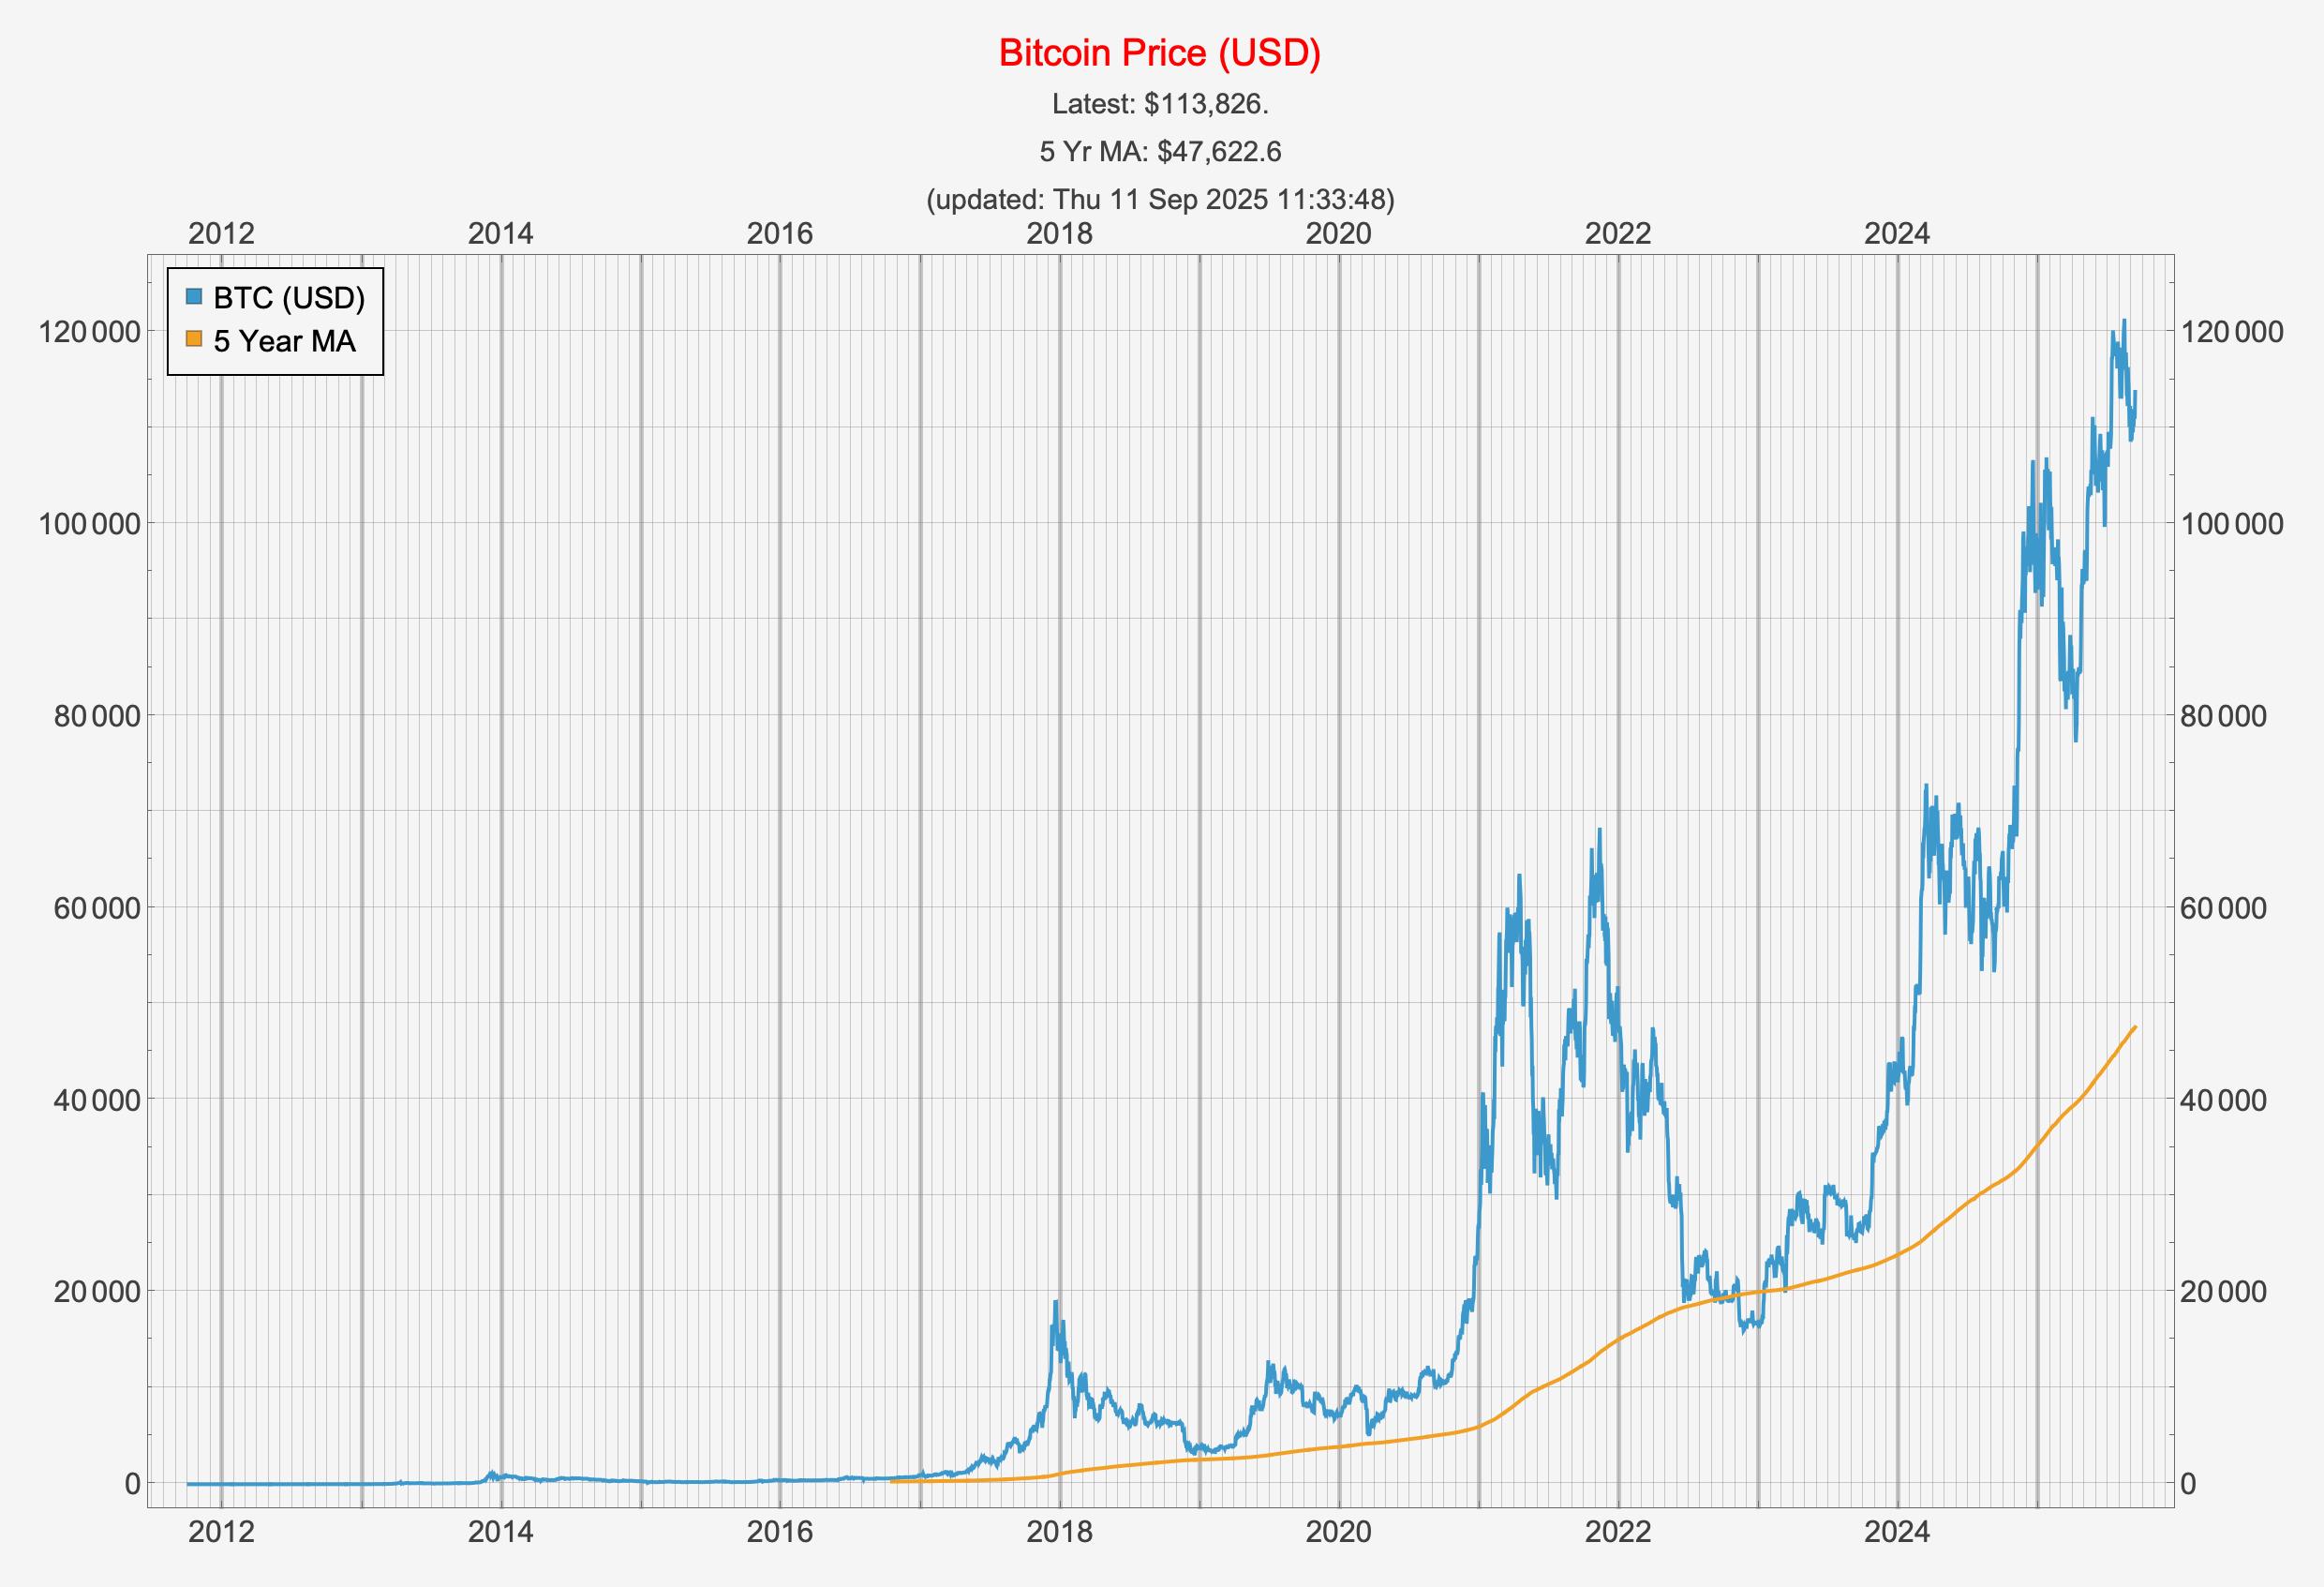 Bitcoin Price (USD)
Latest: $113,826.
5 Yr MA: $47,622.6
(updated: Thu 11 Sep 2025 11:33:48)
2012 2014 2016 2018 2020 2022 2024
BTC (USD)
5 Year MA
120 000 120 000
100 000 100 000
80 000 80 000
60 000 60 000
40 000 40 000
20 000 20 000
0 0
2012 2014 2016 2018 2020 2022 2024